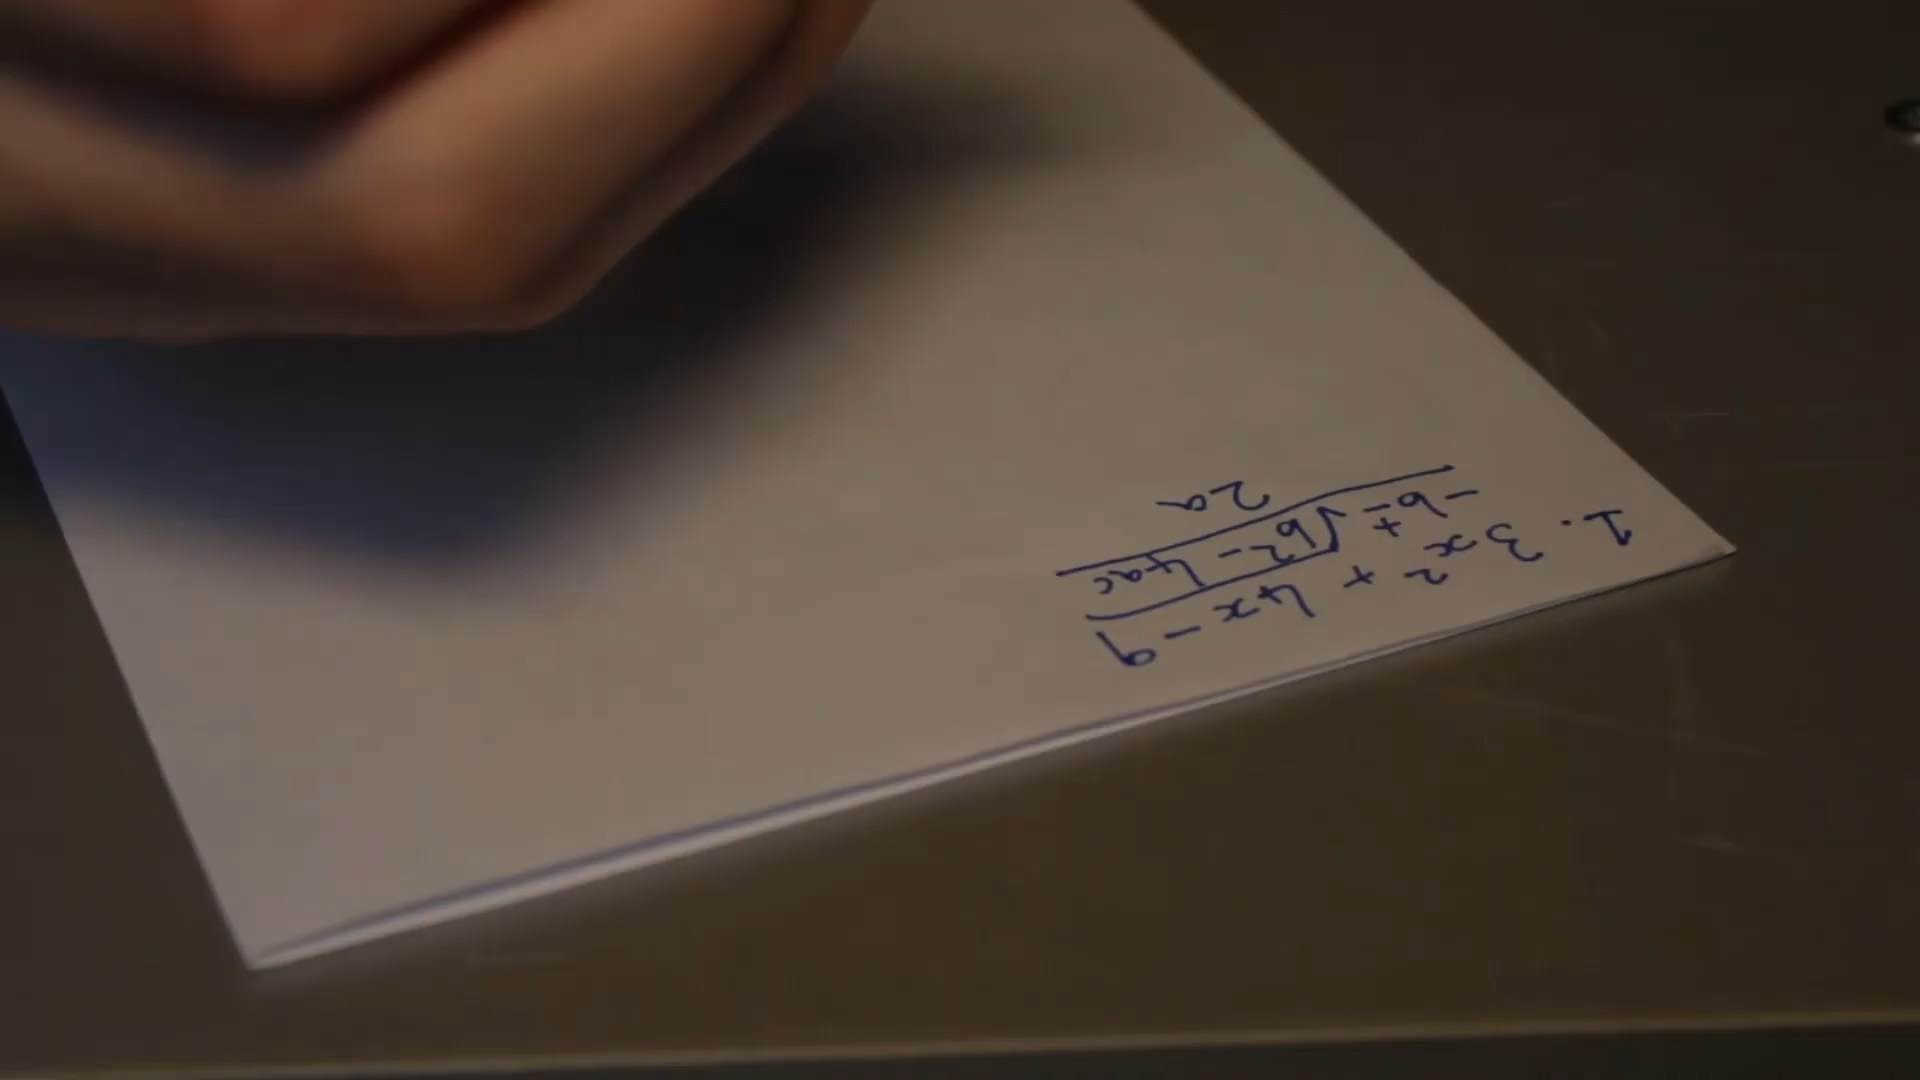 1. 3x² + 4x - 9
-b ± √b² - 4ac
2a